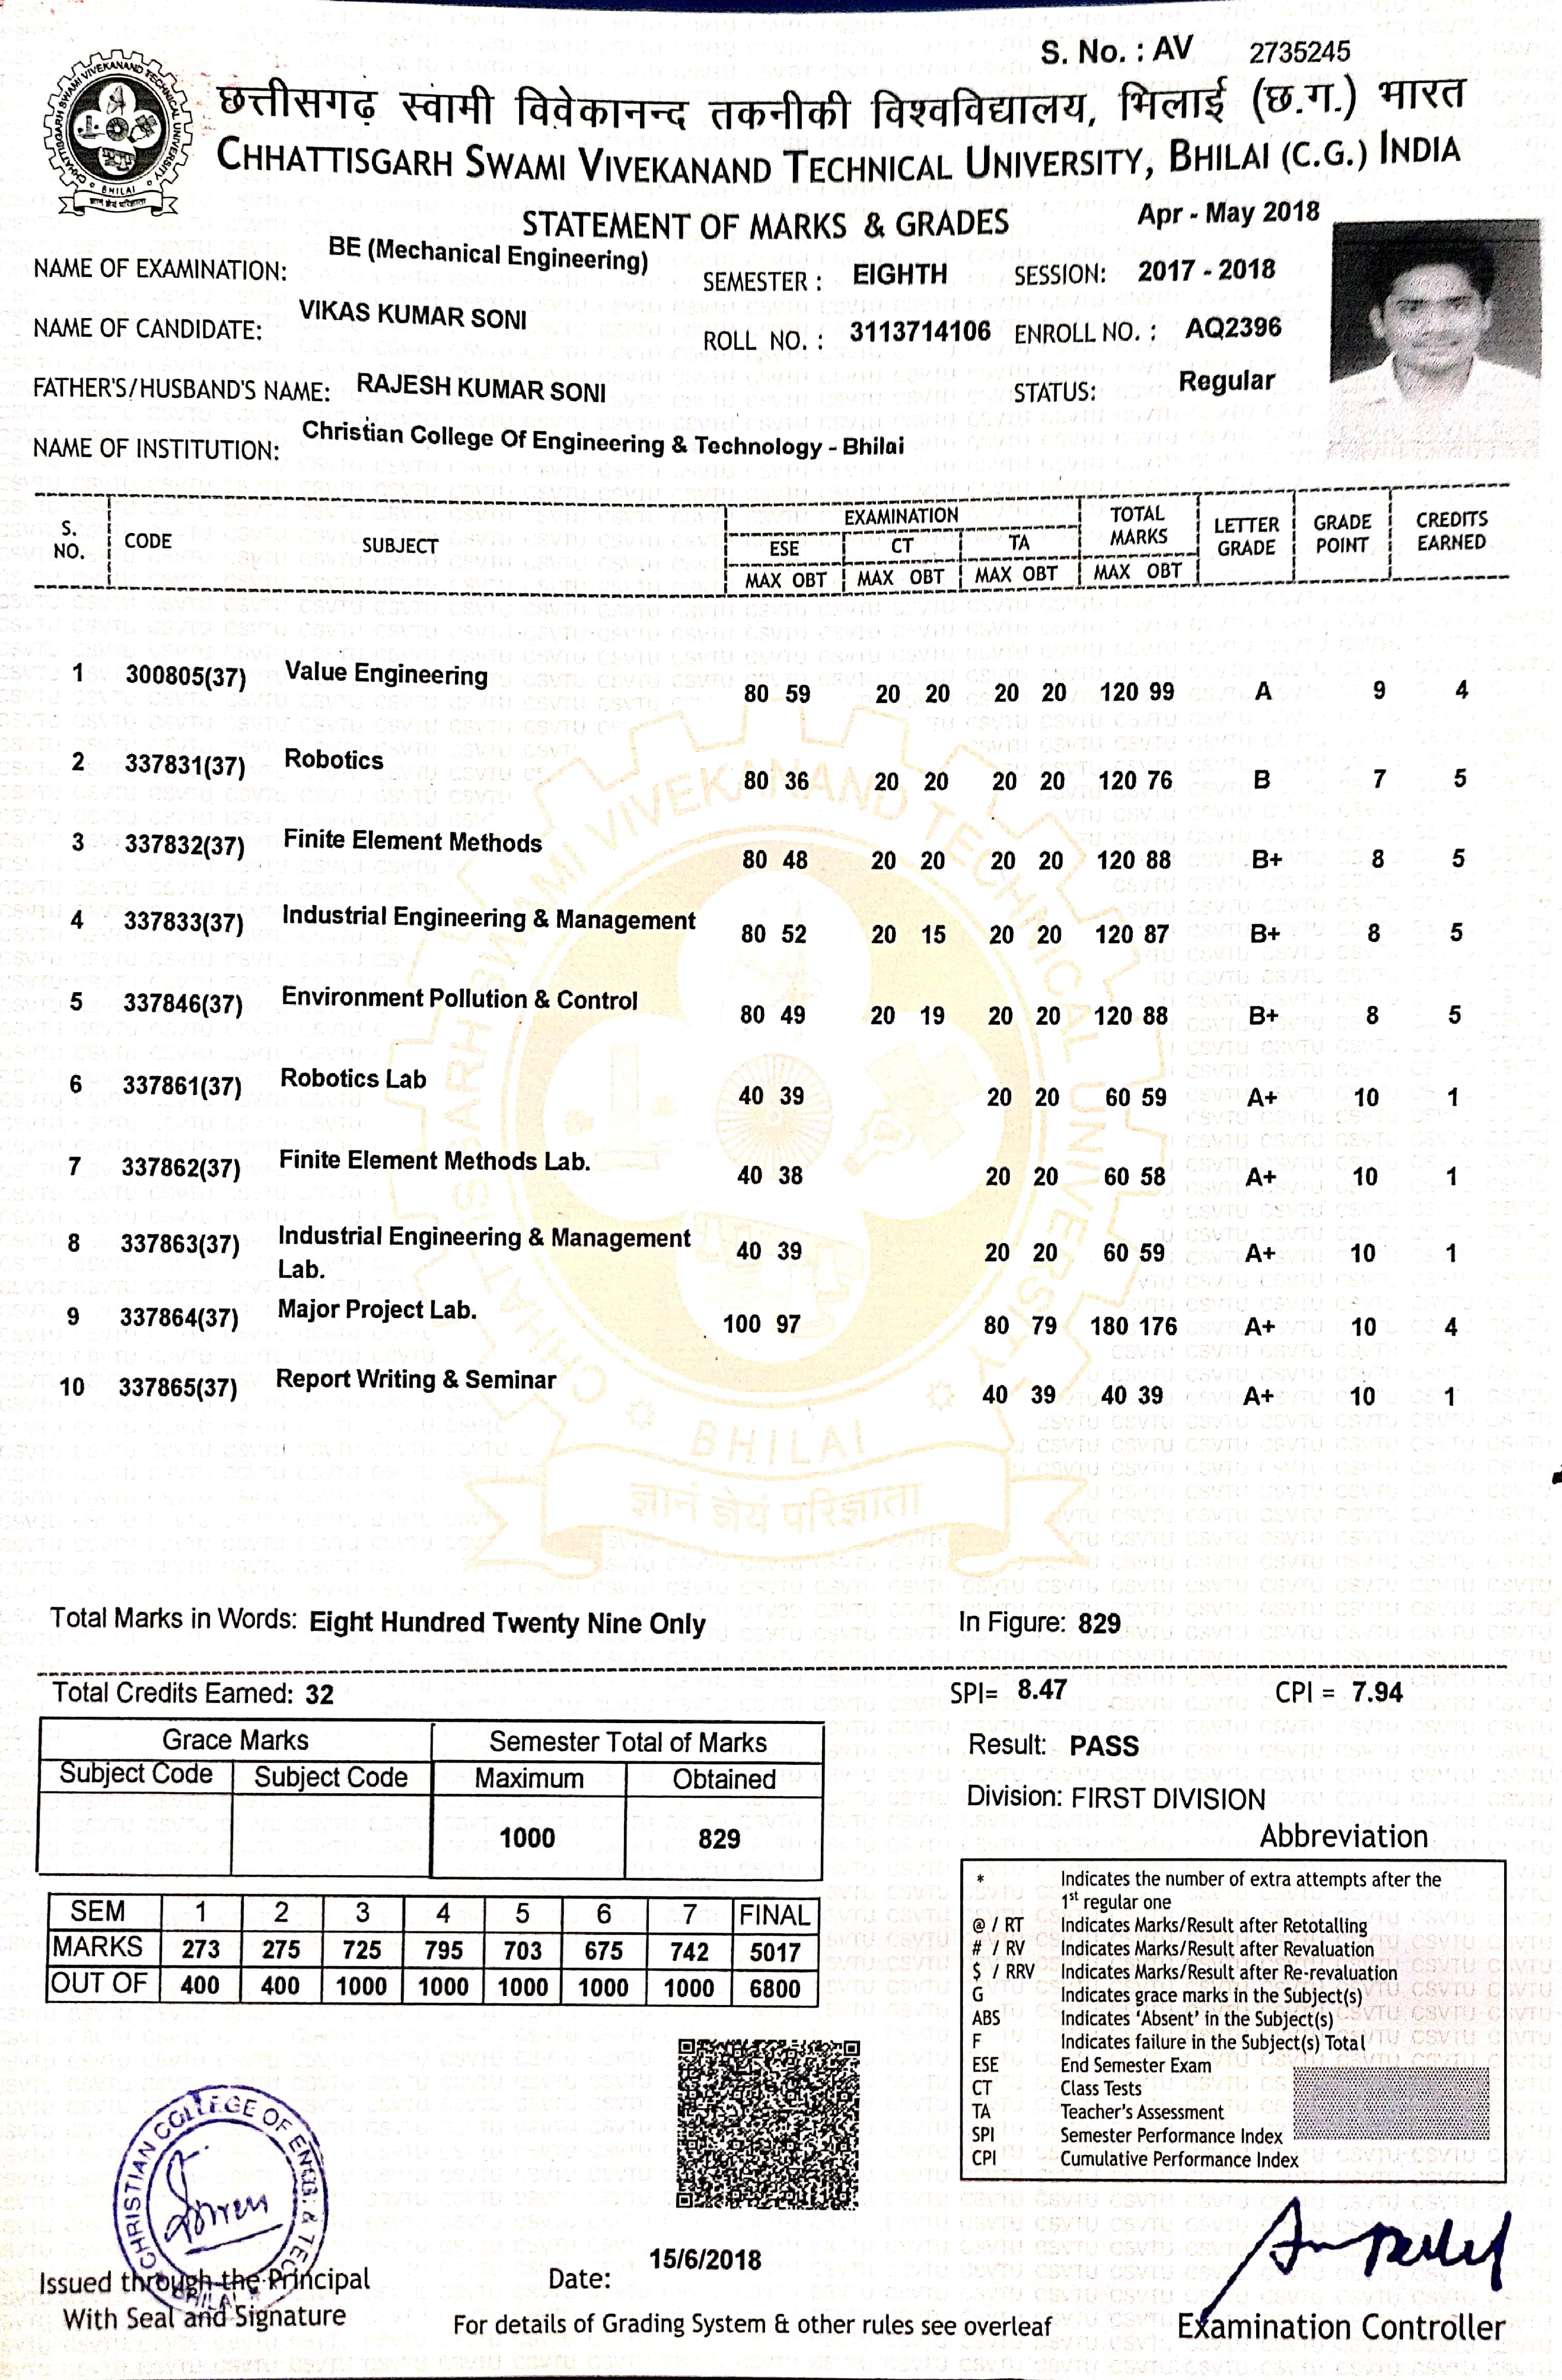 S. No. : AV 2735245
छत्तीसगढ़ स्वामी विवेकानन्द तकनीकी विश्वविद्यालय, भिलाई (छ.ग.) भारत
CHHATTISGARH SWAMI VIVEKANAND TECHNICAL UNIVERSITY, BHILAI (C.G.) INDIA
CHHATTISGARH SWAMI VIVEKANAND TECHNICAL UNIVERSITY
BHILAI
ज्ञानं ज्ञेयं परिज्ञाता
STATEMENT OF MARKS & GRADES Apr - May 2018
NAME OF EXAMINATION: BE (Mechanical Engineering) SEMESTER : EIGHTH SESSION: 2017 - 2018
NAME OF CANDIDATE: VIKAS KUMAR SONI ROLL NO. : 3113714106 ENROLL NO. : AQ2396
FATHER'S/HUSBAND'S NAME: RAJESH KUMAR SONI STATUS: Regular
NAME OF INSTITUTION: Christian College Of Engineering & Technology - Bhilai
S. NO. CODE SUBJECT EXAMINATION TOTAL MARKS LETTER GRADE GRADE POINT CREDITS EARNED
ESE CT TA
MAX OBT MAX OBT MAX OBT MAX OBT
1 300805(37) Value Engineering 80 59 20 20 20 20 120 99 A 9 4
2 337831(37) Robotics 80 36 20 20 20 20 120 76 B 7 5
3 337832(37) Finite Element Methods 80 48 20 20 20 20 120 88 B+ 8 5
4 337833(37) Industrial Engineering & Management 80 52 20 15 20 20 120 87 B+ 8 5
5 337846(37) Environment Pollution & Control 80 49 20 19 20 20 120 88 B+ 8 5
6 337861(37) Robotics Lab 40 39 20 20 60 59 A+ 10 1
7 337862(37) Finite Element Methods Lab. 40 38 20 20 60 58 A+ 10 1
8 337863(37) Industrial Engineering & Management 40 39 20 20 60 59 A+ 10 1
Lab.
9 337864(37) Major Project Lab. 100 97 80 79 180 176 A+ 10 4
10 337865(37) Report Writing & Seminar 40 39 40 39 A+ 10 1
CHHATTISGARH SWAMI VIVEKANAND TECHNICAL UNIVERSITY
BHILAI
ज्ञानं ज्ञेयं परिज्ञाता
Total Marks in Words: Eight Hundred Twenty Nine Only In Figure: 829
Total Credits Earned: 32 SPI= 8.47 CPI = 7.94
Grace Marks Semester Total of Marks
Subject Code Subject Code Maximum Obtained
1000 829
Result: PASS
Division: FIRST DIVISION
SEM 1 2 3 4 5 6 7 FINAL
MARKS 273 275 725 795 703 675 742 5017
OUT OF 400 400 1000 1000 1000 1000 1000 6800
Abbreviation
* Indicates the number of extra attempts after the
1st regular one
@ / RT Indicates Marks/Result after Retotalling
# / RV Indicates Marks/Result after Revaluation
$ / RRV Indicates Marks/Result after Re-revaluation
G Indicates grace marks in the Subject(s)
ABS Indicates 'Absent' in the Subject(s)
F Indicates failure in the Subject(s) Total
ESE End Semester Exam
CT Class Tests
TA Teacher's Assessment
SPI Semester Performance Index
CPI Cumulative Performance Index
CHRISTIAN COLLEGE OF ENGG. & TECH
BHILAI
Issued through the Principal
With Seal and Signature
Date: 15/6/2018
For details of Grading System & other rules see overleaf
Examination Controller